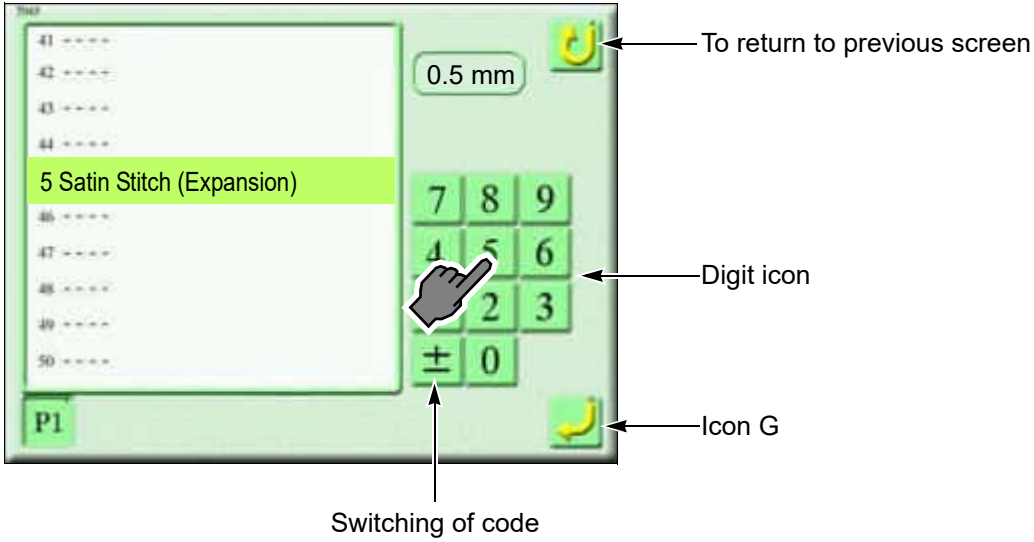 41 ----
To return to previous screen
42 ----
0.5 mm
43 ----
44 ----
5 Satin Stitch (Expansion)
7 8 9
46 ----
47 ----
4 5 6
Digit icon
48 ----
49 ----
2 3
50 ----
± 0
P1
Icon G
Switching of code